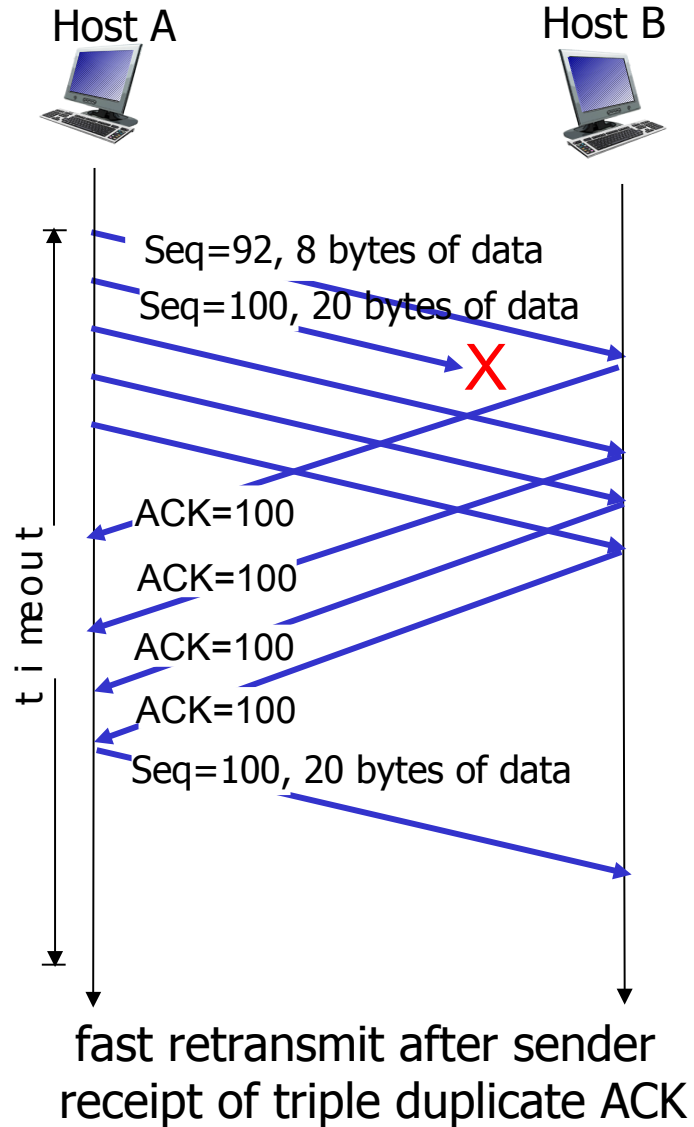 Host A
Host B
Seq=92, 8 bytes of data
Seq=100, 20 bytes of data
X
ACK=100
ACK=100
ACK=100
ACK=100
timeout
Seq=100, 20 bytes of data
fast retransmit after sender
receipt of triple duplicate ACK